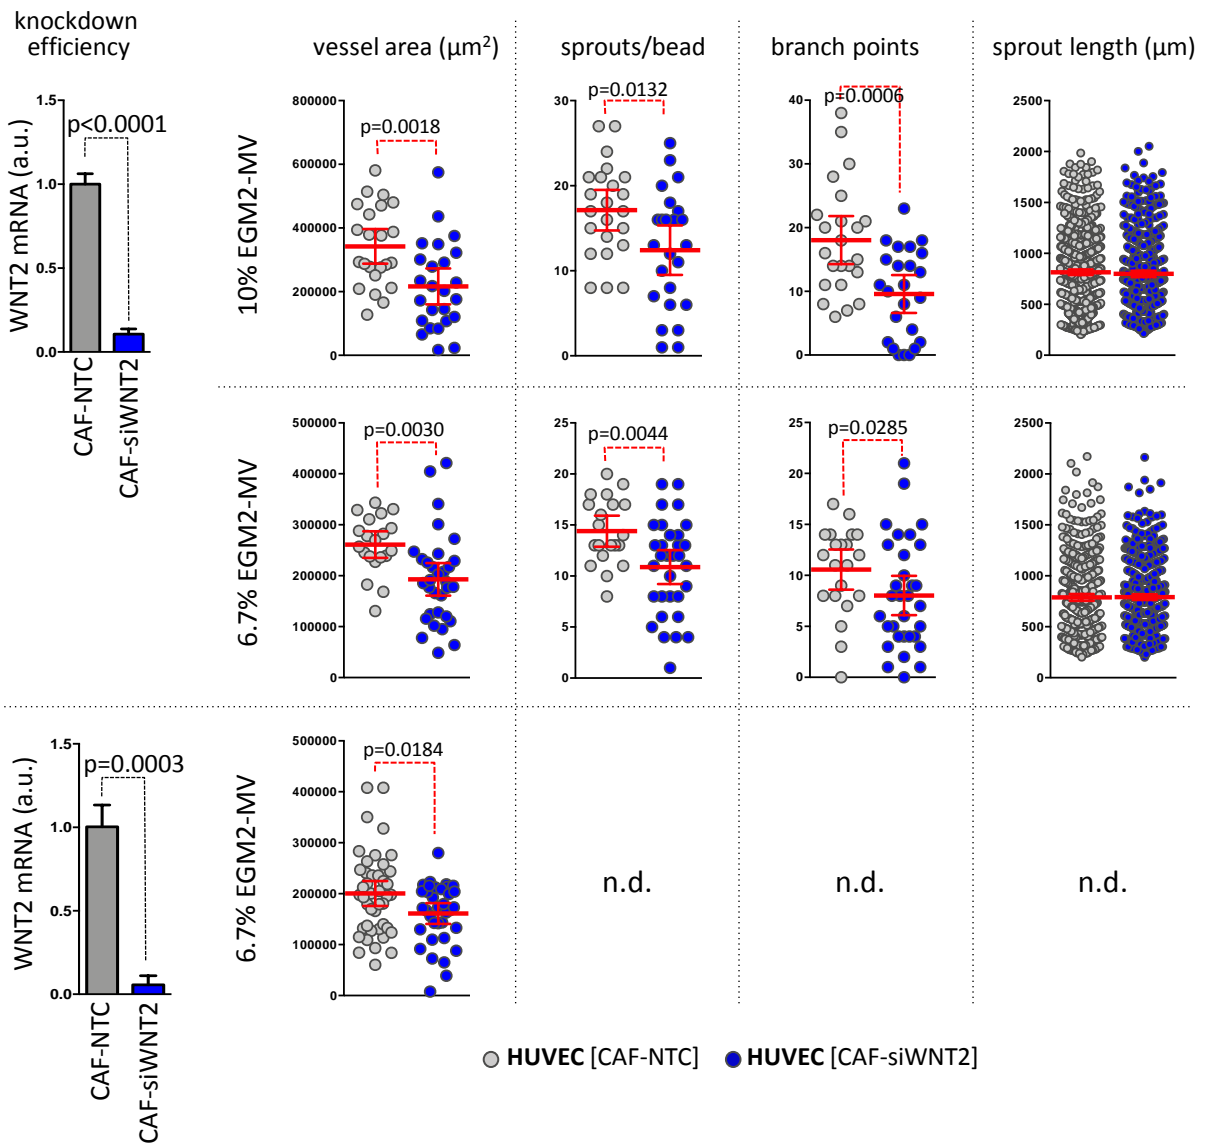 knockdown
efficiency
vessel area (µm²)
sprouts/bead
branch points
sprout length (µm)
WNT2 mRNA (a.u.)
1.5
1.0
0.5
0.0
p<0.0001
CAF-NTC
CAF-siWNT2
10% EGM2-MV
800000
600000
400000
200000
0
p=0.0018
30
20
10
0
p=0.0132
40
30
20
10
0
p=0.0006
2500
2000
1500
1000
500
0
6.7% EGM2-MV
500000
400000
300000
200000
100000
0
p=0.0030
25
20
15
10
5
0
p=0.0044
25
20
15
10
5
0
p=0.0285
2500
2000
1500
1000
500
0
WNT2 mRNA (a.u.)
1.5
1.0
0.5
0.0
p=0.0003
CAF-NTC
CAF-siWNT2
6.7% EGM2-MV
500000
400000
300000
200000
100000
0
p=0.0184
n.d.
n.d.
n.d.
HUVEC [CAF-NTC]
HUVEC [CAF-siWNT2]